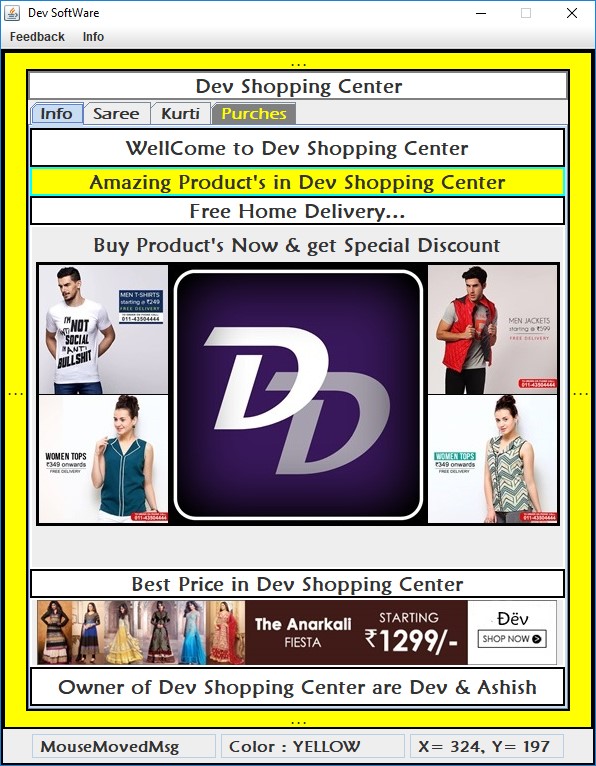 Dev SoftWare
Feedback Info
...
Dev Shopping Center
Info Saree Kurti Purches
WellCome to Dev Shopping Center
Amazing Product's in Dev Shopping Center
Free Home Delivery...
Buy Product's Now & get Special Discount
MEN T-SHIRTS
starting @ ₹249
FREE DELIVERY
011-43504444
I'M
NOT
SOCIAL
ANTI
BULLSHIT
MEN JACKETS
starting @ ₹599
FREE DELIVERY
011-43504444
DD
...
...
WOMEN TOPS
₹349 onwards
FREE DELIVERY
011-43504444
WOMEN TOPS
₹349 onwards
FREE DELIVERY
011-43504444
Best Price in Dev Shopping Center
The Anarkali
FIESTA
STARTING
₹1299/-
Ðëv
SHOP NOW
Owner of Dev Shopping Center are Dev & Ashish
...
MouseMovedMsg Color : YELLOW X= 324, Y= 197